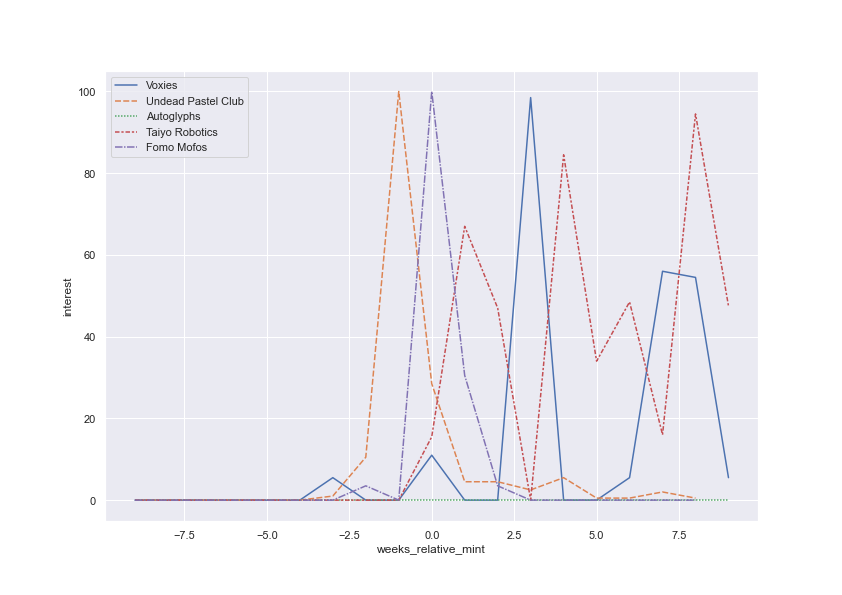 Voxies
Undead Pastel Club
Autoglyphs
Taiyo Robotics
Fomo Mofos
100
80
60
40
20
0
interest
−7.5 −5.0 −2.5 0.0 2.5 5.0 7.5
weeks_relative_mint